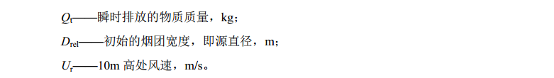 Qt——瞬时排放的物质质量，kg；
Drel——初始的烟团宽度，即源直径，m；
Ur——10m 高处风速，m/s。